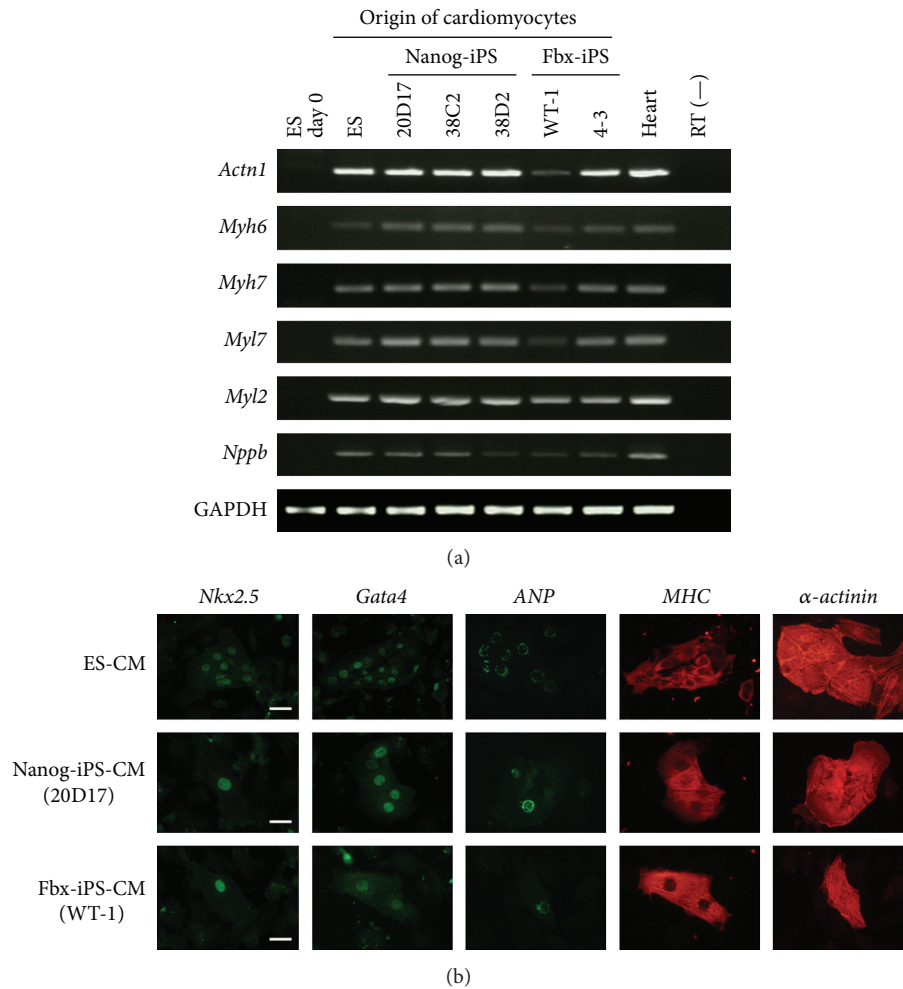 Origin of cardiomyocytes
Nanog-iPS Fbx-iPS
ES day 0 ES 20D17 38C2 38D2 WT-1 4-3 Heart RT (—)
Actn1
Myh6
Myh7
Myl7
Myl2
Nppb
GAPDH
(a)
Nkx2.5 Gata4 ANP MHC α-actinin
ES-CM
Nanog-iPS-CM
(20D17)
Fbx-iPS-CM
(WT-1)
(b)